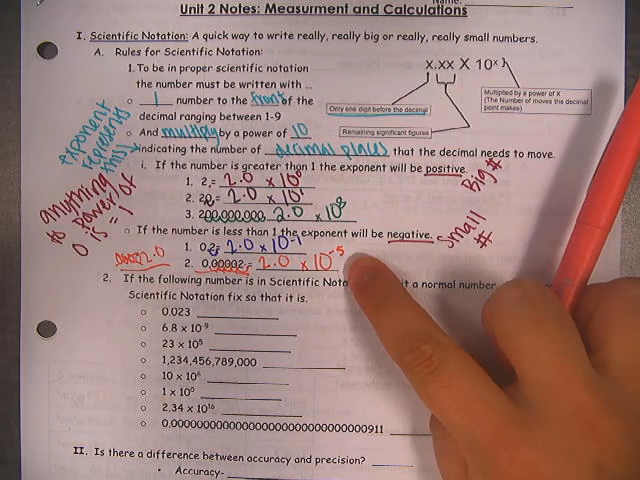 Name:
Unit 2 Notes: Measurment and Calculations
I. Scientific Notation: A quick way to write really, really big or really, really small numbers.
A. Rules for Scientific Notation:
1. To be in proper scientific notation
the number must be written with ...
o 1 number to the front of the
decimal ranging between 1-9
o And multiply by a power of 10
indicating the number of decimal places that the decimal needs to move.
X.XX X 10ˣ
Only one digit before the decimal
Remaining significant figures
Multiplied by a power of X
(The Number of moves the decimal
point makes)
exponent
represents
this!
i. If the number is greater than 1 the exponent will be positive.
Big #
1. 2 = 2.0 x 10⁰
2. 20 = 2.0 x 10¹
3. 200,000,000 2.0 x 10⁸
anything
to power of
0 is = 1
o If the number is less than 1 the exponent will be negative.
small
#
1. 0.2 = 2.0 x 10⁻¹
2. 0.00002 = 2.0 x 10⁻⁵
000002.0
2. If the following number is in Scientific it a normal number
Scientific Notation fix so that it is.
o 0.023
o 6.8 x 10⁻⁹
o 23 x 10⁵
o 1,234,456,789,000
o 10 x 10⁶
o 1 x 10⁰
o 2.34 x 10¹⁶
o 0.000000000000000000000000000000000911
II. Is there a difference between accuracy and precision?
• Accuracy-